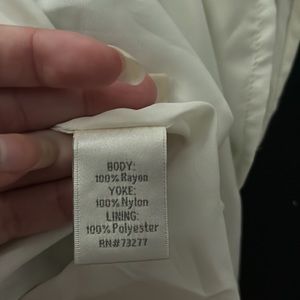 BODY:
100% Rayon
YOKE:
100% Nylon
LINING:
100% Polyester
RN#73277